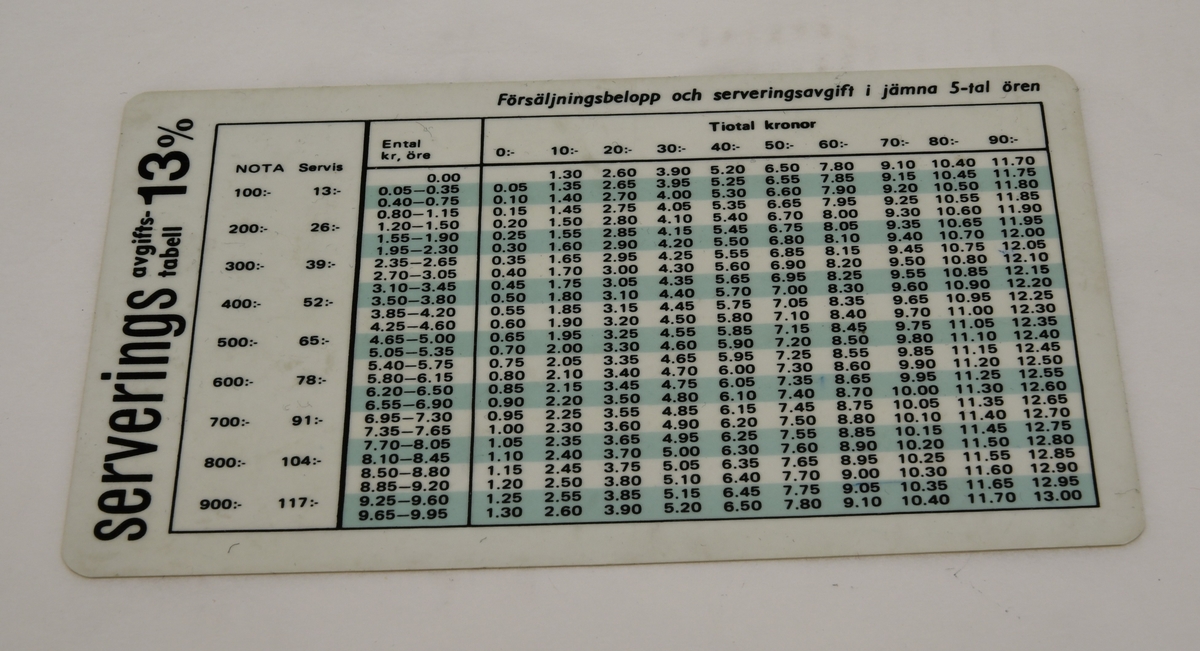 serverings avgifts-tabell 13%
Försäljningsbelopp och serveringsavgift i jämna 5-tal ören
NOTA Servis
100:- 13:-
200:- 26:-
300:- 39:-
400:- 52:-
500:- 65:-
600:- 78:-
700:- 91:-
800:- 104:-
900:- 117:-
Ental
kr, öre
Tiotal kronor
0:- 10:- 20:- 30:- 40:- 50:- 60:- 70:- 80:- 90:-
0.00 1.30 2.60 3.90 5.20 6.50 7.80 9.10 10.40 11.70
0.05—0.35 0.05 1.35 2.65 3.95 5.25 6.55 7.85 9.15 10.45 11.75
0.40—0.75 0.10 1.40 2.70 4.00 5.30 6.60 7.90 9.20 10.50 11.80
0.80—1.15 0.15 1.45 2.75 4.05 5.35 6.65 7.95 9.25 10.55 11.85
1.20—1.50 0.20 1.50 2.80 4.10 5.40 6.70 8.00 9.30 10.60 11.90
1.55—1.90 0.25 1.55 2.85 4.15 5.45 6.75 8.05 9.35 10.65 11.95
1.95—2.30 0.30 1.60 2.90 4.20 5.50 6.80 8.10 9.40 10.70 12.00
2.35—2.65 0.35 1.65 2.95 4.25 5.55 6.85 8.15 9.45 10.75 12.05
2.70—3.05 0.40 1.70 3.00 4.30 5.60 6.90 8.20 9.50 10.80 12.10
3.10—3.45 0.45 1.75 3.05 4.35 5.65 6.95 8.25 9.55 10.85 12.15
3.50—3.80 0.50 1.80 3.10 4.40 5.70 7.00 8.30 9.60 10.90 12.20
3.85—4.20 0.55 1.85 3.15 4.45 5.75 7.05 8.35 9.65 10.95 12.25
4.25—4.60 0.60 1.90 3.20 4.50 5.80 7.10 8.40 9.70 11.00 12.30
4.65—5.00 0.65 1.95 3.25 4.55 5.85 7.15 8.45 9.75 11.05 12.35
5.05—5.35 0.70 2.00 3.30 4.60 5.90 7.20 8.50 9.80 11.10 12.40
5.40—5.75 0.75 2.05 3.35 4.65 5.95 7.25 8.55 9.85 11.15 12.45
5.80—6.15 0.80 2.10 3.40 4.70 6.00 7.30 8.60 9.90 11.20 12.50
6.20—6.50 0.85 2.15 3.45 4.75 6.05 7.35 8.65 9.95 11.25 12.55
6.55—6.90 0.90 2.20 3.50 4.80 6.10 7.40 8.70 10.00 11.30 12.60
6.95—7.30 0.95 2.25 3.55 4.85 6.15 7.45 8.75 10.05 11.35 12.65
7.35—7.65 1.00 2.30 3.60 4.90 6.20 7.50 8.80 10.10 11.40 12.70
7.70—8.05 1.05 2.35 3.65 4.95 6.25 7.55 8.85 10.15 11.45 12.75
8.10—8.45 1.10 2.40 3.70 5.00 6.30 7.60 8.90 10.20 11.50 12.80
8.50—8.80 1.15 2.45 3.75 5.05 6.35 7.65 8.95 10.25 11.55 12.85
8.85—9.20 1.20 2.50 3.80 5.10 6.40 7.70 9.00 10.30 11.60 12.90
9.25—9.60 1.25 2.55 3.85 5.15 6.45 7.75 9.05 10.35 11.65 12.95
9.65—9.95 1.30 2.60 3.90 5.20 6.50 7.80 9.10 10.40 11.70 13.00